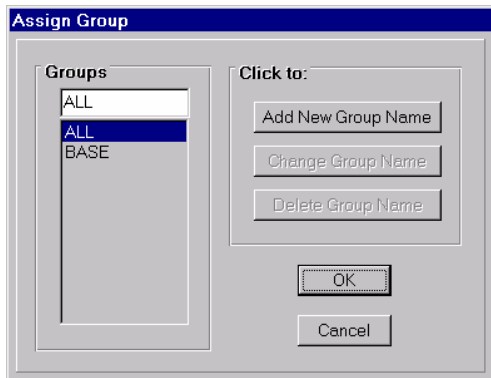 Assign Group
Groups
ALL
ALL
BASE
Click to:
Add New Group Name
Change Group Name
Delete Group Name
OK
Cancel